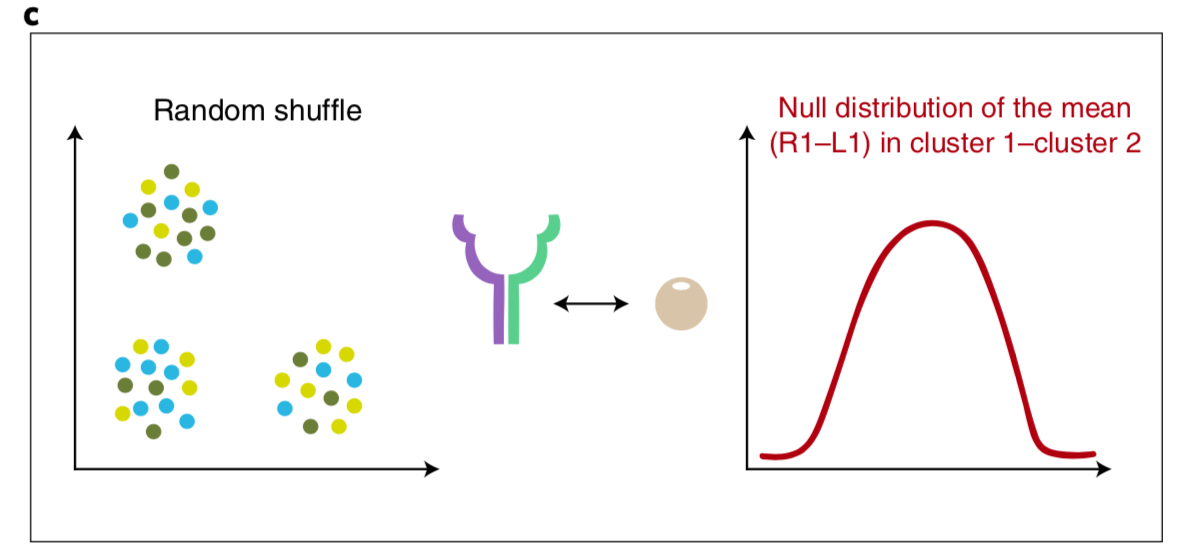 c
Random shuffle
Null distribution of the mean
(R1–L1) in cluster 1–cluster 2